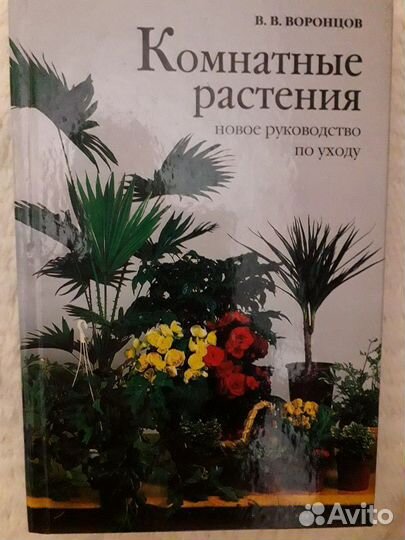 В. В. ВОРОНЦОВ
Комнатные
растения
новое руководство
по уходу
Avito